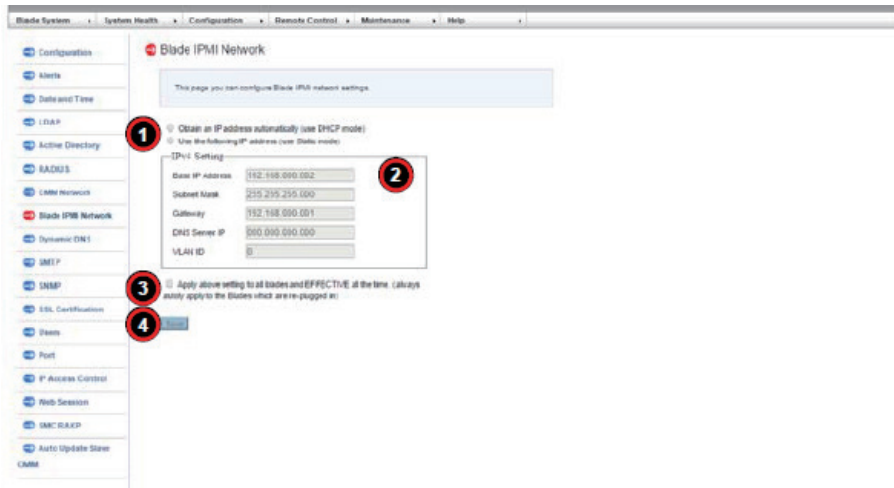 Blade System
System Health
Configuration
Remote Control
Maintenance
Help
Configuration
Alerts
Date and Time
LDAP
Active Directory
RADIUS
CMM Network
Blade IPMI Network
Dynamic DNS
SMTP
SNMP
SSL Certification
Users
Port
IP Access Control
Web Session
SMC RAKP
Auto Update Slave
CMM
Blade IPMI Network
This page you can configure Blade IPMI network settings.
1
Obtain an IP address automatically (use DHCP mode)
Use the following IP address (use Static mode)
IPv4 Setting
2
Base IP Address 192.168.000.002
Subnet Mask 255.255.255.000
Gateway 192.168.000.001
DNS Server IP 000.000.000.000
VLAN ID 0
3
Apply above setting to all blades and EFFECTIVE at the time. (always
autoly apply to the Blades which are re-plugged in)
4
Save